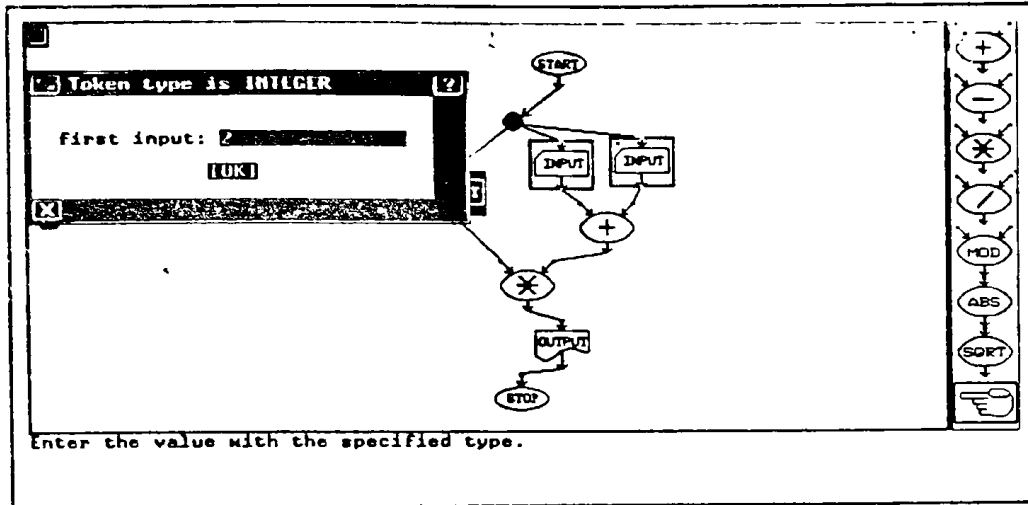 Token type is INTEGER
?
first input: 2
[OK]
X
START
INPUT
INPUT
+
*
OUTPUT
STOP
+
-
*
/
MOD
ABS
SQRT
Enter the value with the specified type.